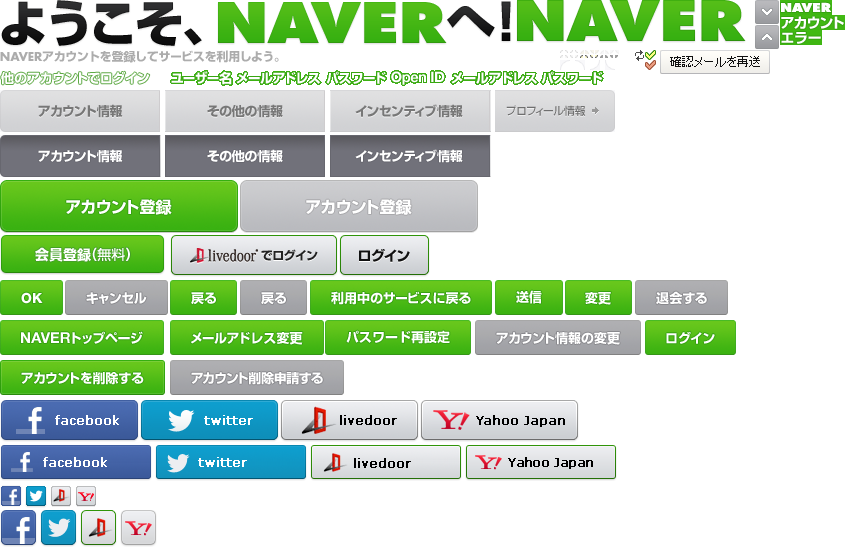 ようこそ、NAVERへ!NAVER
NAVER
アカウント
エラー
NAVERアカウントを登録してサービスを利用しよう。
確認メールを再送
他のアカウントでログイン ユーザー名 メールアドレス パスワード Open ID メールアドレス パスワード
アカウント情報 その他の情報 インセンティブ情報 プロフィール情報
アカウント情報 その他の情報 インセンティブ情報
アカウント登録 アカウント登録
会員登録(無料) livedoor でログイン ログイン
OK キャンセル 戻る 戻る 利用中のサービスに戻る 送信 変更 退会する
NAVERトップページ メールアドレス変更 パスワード再設定 アカウント情報の変更 ログイン
アカウントを削除する アカウント削除申請する
facebook twitter livedoor Yahoo Japan
facebook twitter livedoor Yahoo Japan